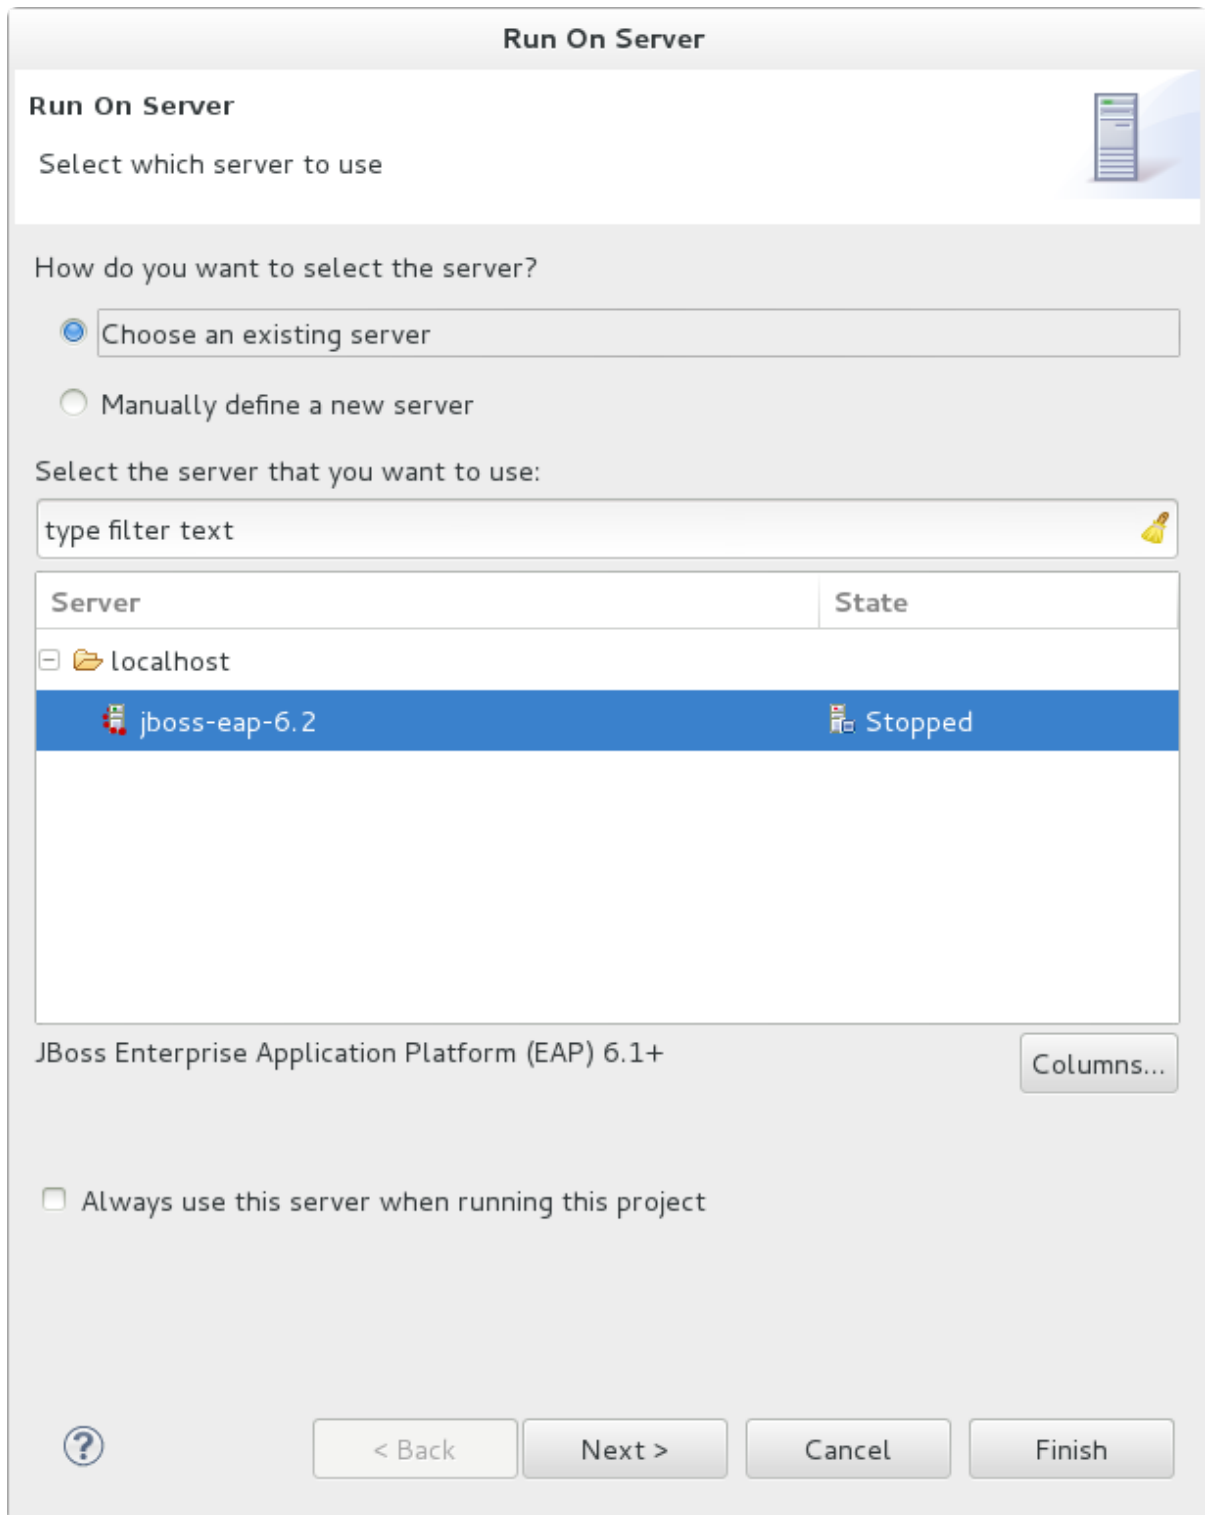 Run On Server
Run On Server
Select which server to use
How do you want to select the server?
Choose an existing server
Manually define a new server
Select the server that you want to use:
type filter text
Server State
localhost
jboss-eap-6.2 Stopped
JBoss Enterprise Application Platform (EAP) 6.1+
Columns...
Always use this server when running this project
? < Back Next > Cancel Finish